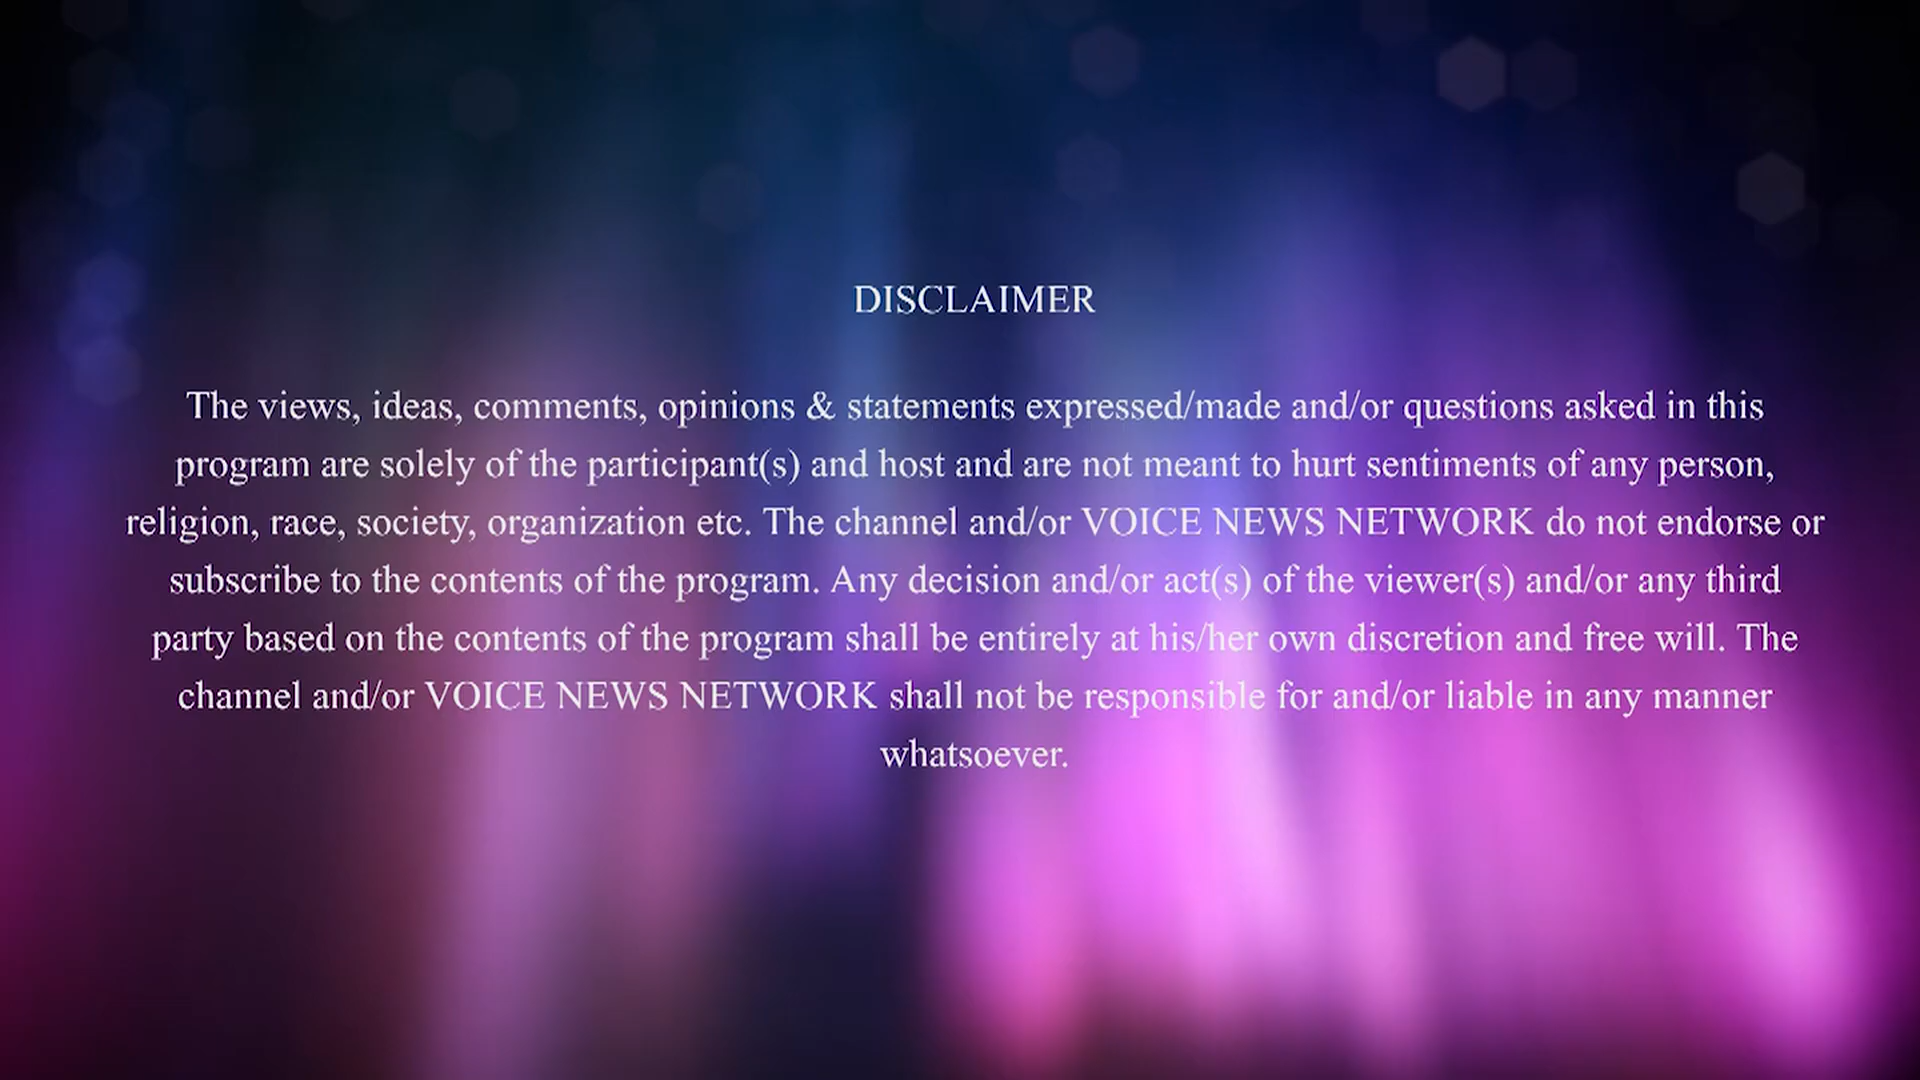 DISCLAIMER
The views, ideas, comments, opinions & statements expressed/made and/or questions asked in this
program are solely of the participant(s) and host and are not meant to hurt sentiments of any person,
religion, race, society, organization etc. The channel and/or VOICE NEWS NETWORK do not endorse or
subscribe to the contents of the program. Any decision and/or act(s) of the viewer(s) and/or any third
party based on the contents of the program shall be entirely at his/her own discretion and free will. The
channel and/or VOICE NEWS NETWORK shall not be responsible for and/or liable in any manner
whatsoever.